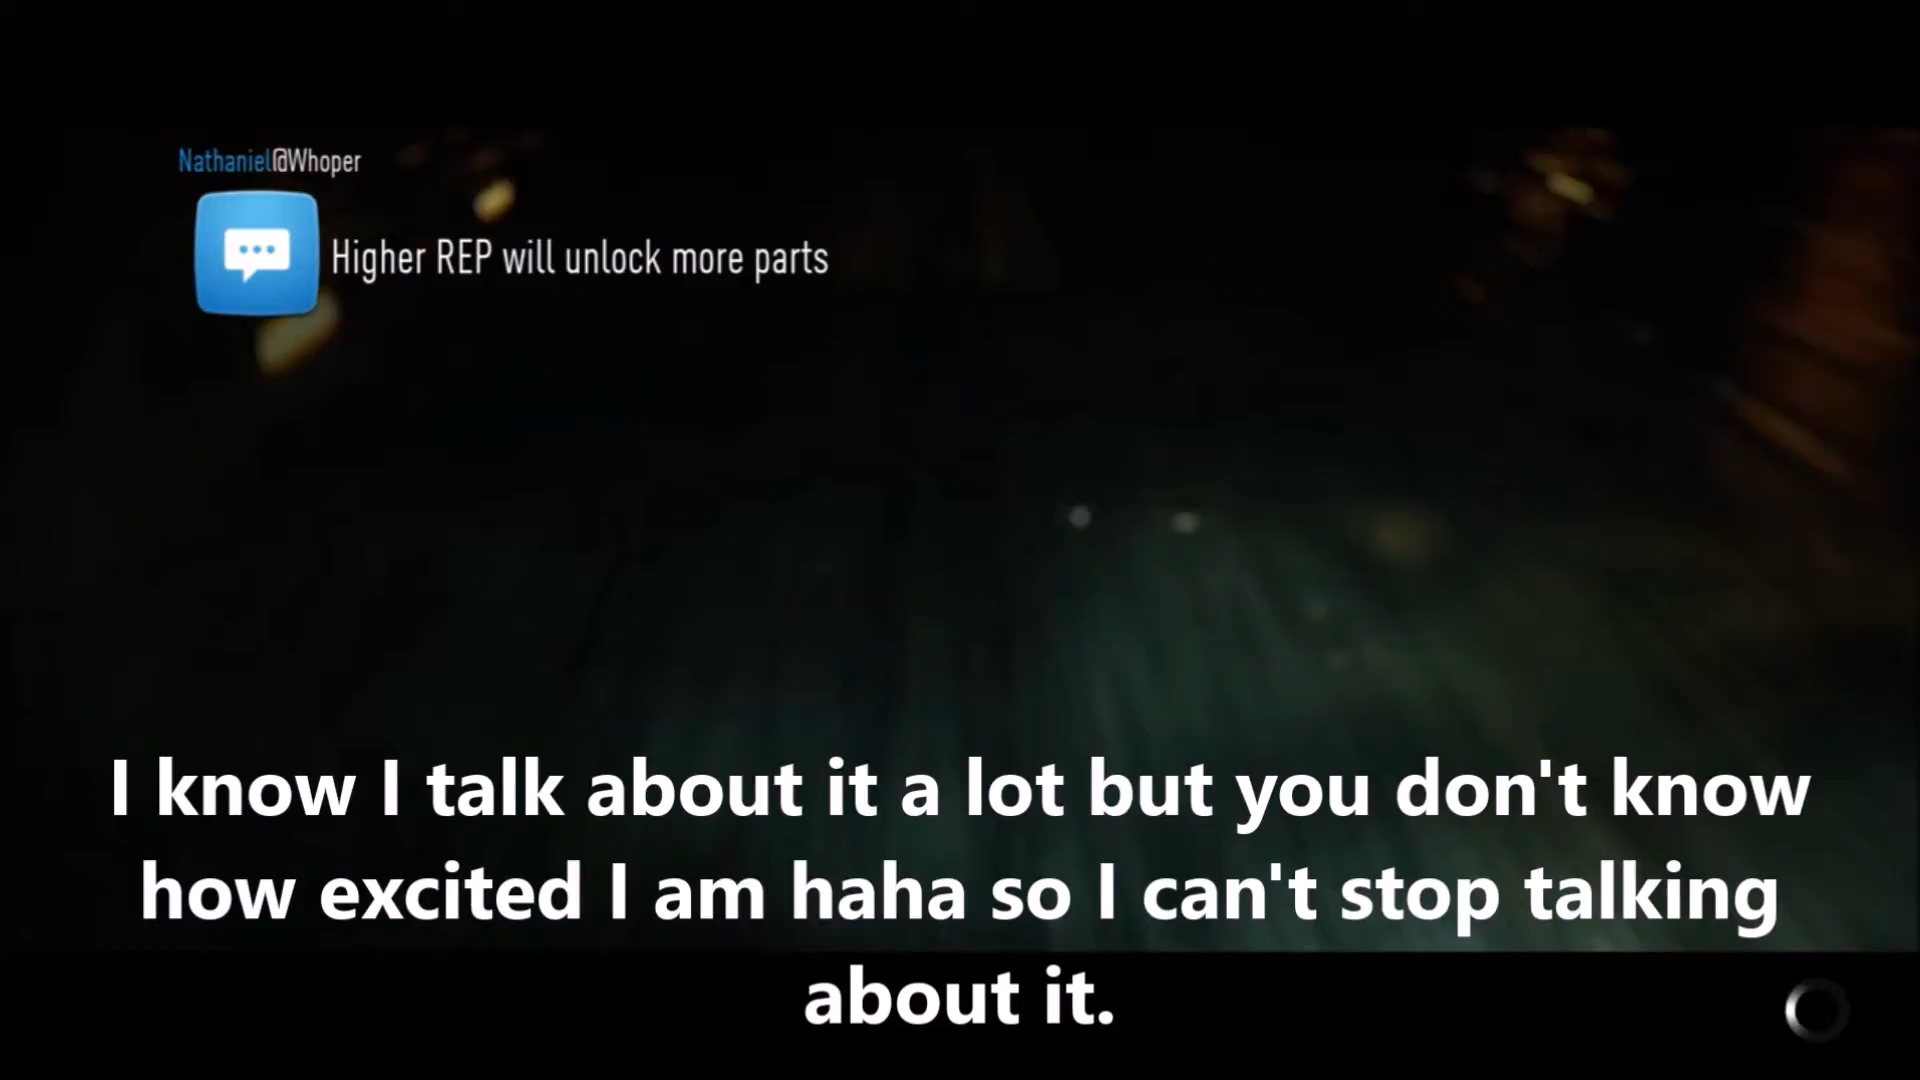 Nathaniel@Whoper
Higher REP will unlock more parts
I know I talk about it a lot but you don't know
how excited I am haha so I can't stop talking
about it.